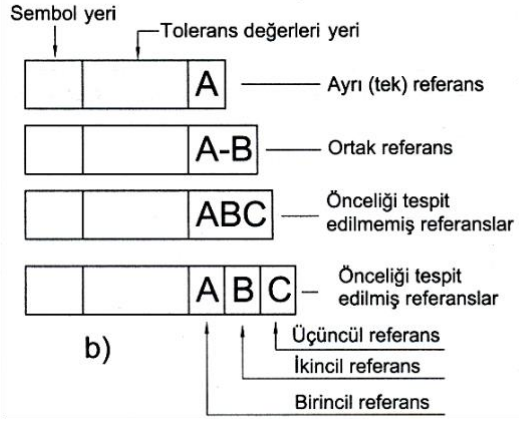 Sembol yeri
Tolerans değerleri yeri
A
Ayrı (tek) referans
A-B
Ortak referans
ABC
Önceliği tespit
edilmemiş referanslar
A B C
Önceliği tespit
edilmiş referanslar
b)
Üçüncül referans
İkincil referans
Birincil referans